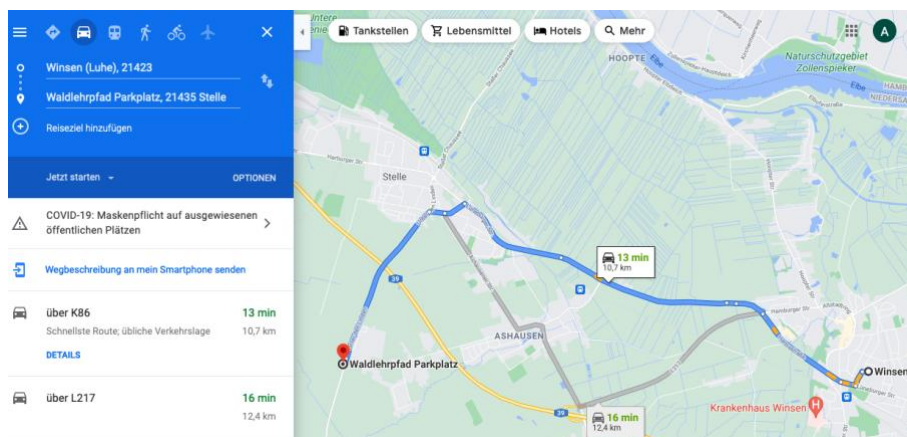 Winsen (Luhe), 21423
Waldlehrpfad Parkplatz, 21435 Stelle
Reiseziel hinzufügen
Jetzt starten
OPTIONEN
COVID-19: Maskenpflicht auf ausgewiesenen
öffentlichen Plätzen
Wegbeschreibung an mein Smartphone senden
über K86
13 min
Schnellste Route; übliche Verkehrslage
10,7 km
DETAILS
über L217
16 min
12,4 km
Tankstellen
Lebensmittel
Hotels
Mehr
A
HOOPTE
Naturschutzgebiet
Zollenspieker
Elbe
Stelle
13 min
10,7 km
39
ASHAUSEN
Waldlehrpfad Parkplatz
Winsen
Krankenhaus Winsen
H
39
16 min
12,4 km